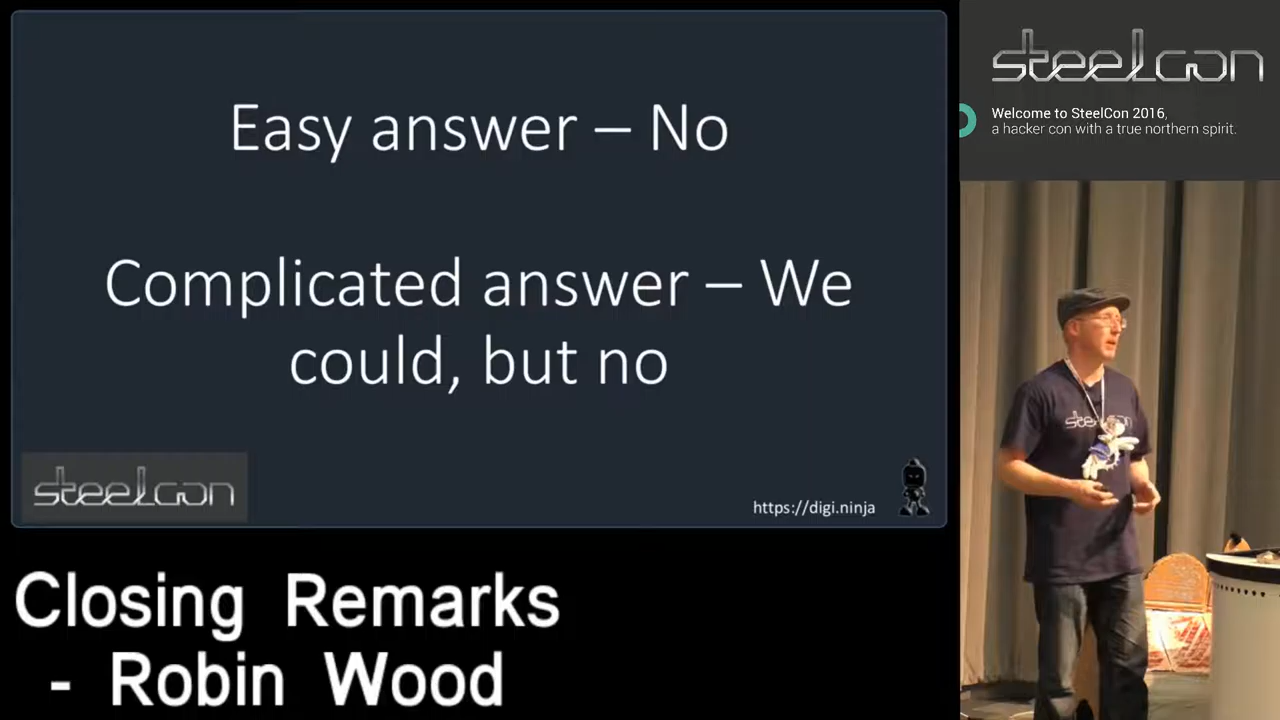 Easy answer – No
Complicated answer – We
could, but no
steelcon
https://digi.ninja
Closing Remarks
- Robin Wood
steelcon
Welcome to SteelCon 2016,
a hacker con with a true northern spirit.
steelcon